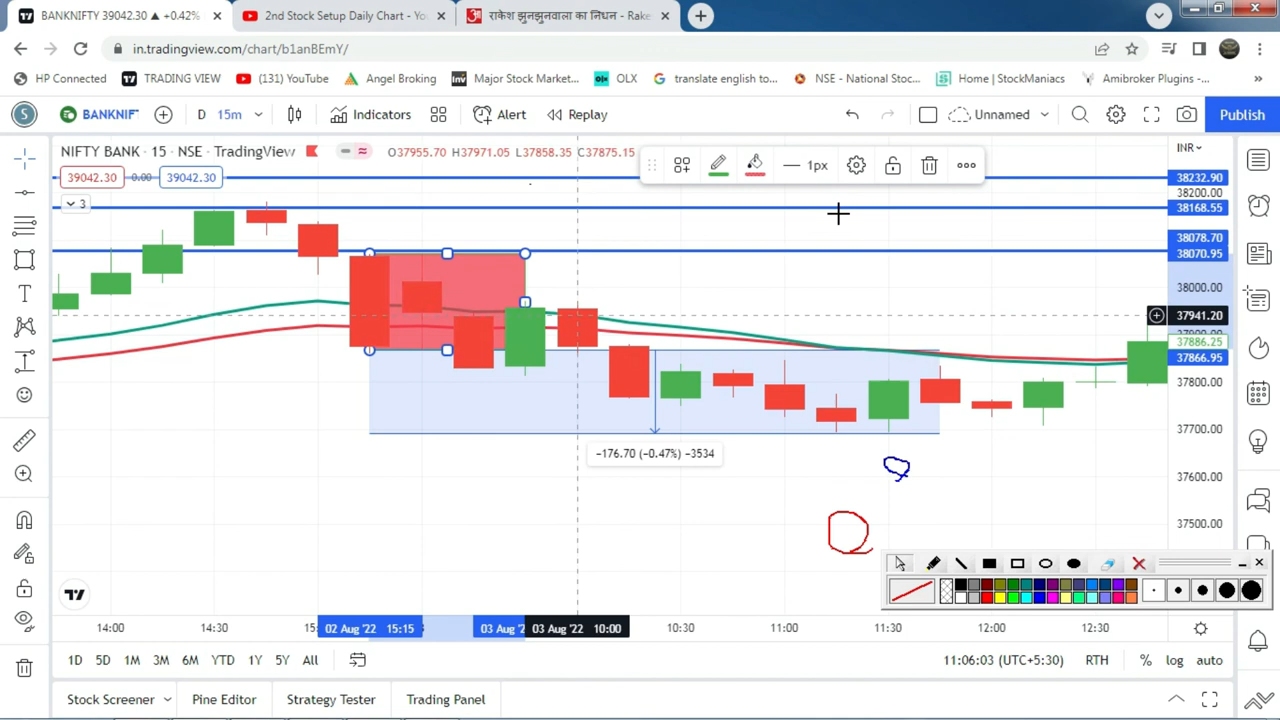 BANKNIFTY 39042.30 ▲ +0.42%
2nd Stock Setup Daily Chart - You
राकेश झुनझुनवाला का निधन - Rake
in.tradingview.com/chart/b1anBEmY/
HP Connected
TRADING VIEW
(131) YouTube
Angel Broking
Major Stock Market...
OLX
translate english to...
NSE - National Stoc...
Home | StockManiacs
Amibroker Plugins -...
»
S
BANKNIF
D
15m
Indicators
Alert
Replay
Unnamed
Publish
NIFTY BANK · 15 · NSE · TradingView
O37955.70 H37971.05 L37858.35 C37875.15
INR
39042.30
0.00
39042.30
1px
3
38232.90
38200.00
38168.55
38078.70
38070.95
38000.00
37941.20
37886.25
37866.95
37800.00
37700.00
37600.00
37500.00
−176.70 (−0.47%) −3534
14:00
14:30
02 Aug '22 15:15
03 Aug '22 10:00
10:30
11:00
11:30
12:00
12:30
1D
5D
1M
3M
6M
YTD
1Y
5Y
All
11:06:03 (UTC+5:30)
RTH
%
log
auto
Stock Screener
Pine Editor
Strategy Tester
Trading Panel